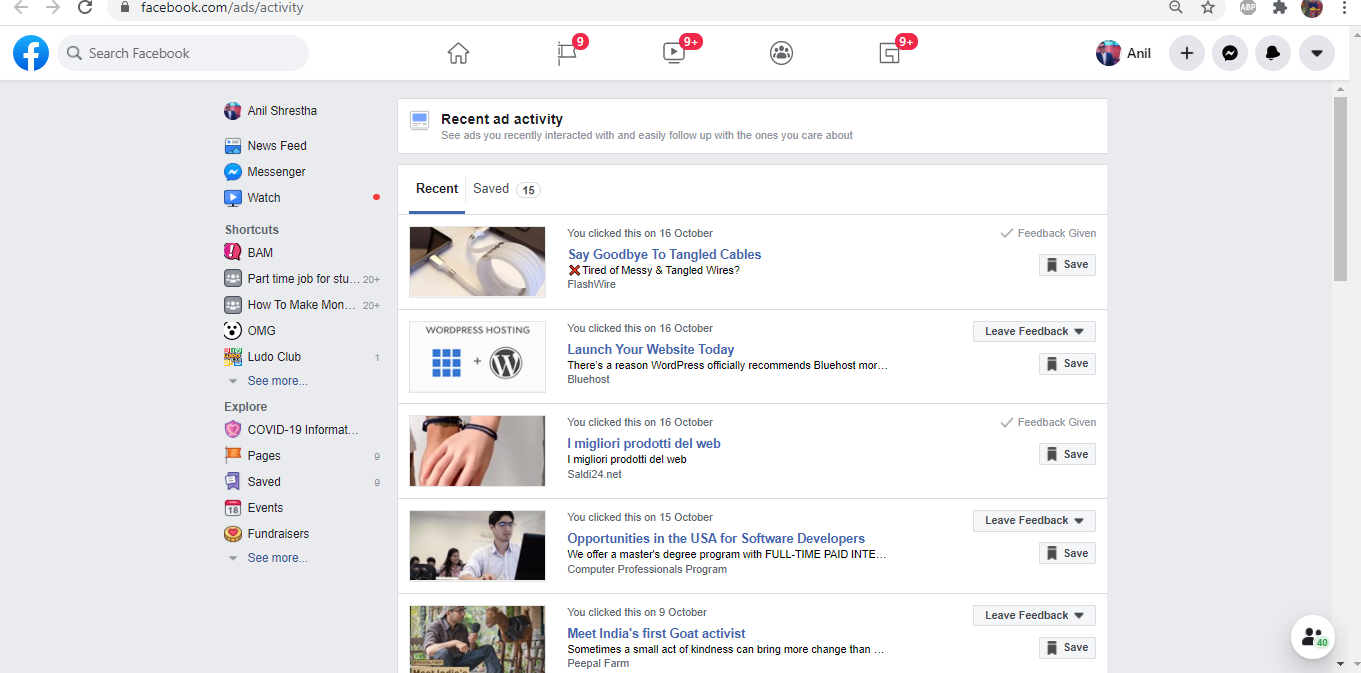 facebook.com/ads/activity
ABP
Search Facebook
9
9+
9+
Anil
Anil Shrestha
News Feed
Messenger
Watch
Shortcuts
BAM
Part time job for stu... 20+
How To Make Mon... 20+
OMG
Ludo Club 1
See more...
Explore
COVID-19 Informat...
Pages 9
Saved 9
18 Events
Fundraisers
See more...
Recent ad activity
See ads you recently interacted with and easily follow up with the ones you care about
Recent Saved 15
You clicked this on 16 October
Feedback Given
Say Goodbye To Tangled Cables
❌Tired of Messy & Tangled Wires?
FlashWire
Save
WORDPRESS HOSTING
+
You clicked this on 16 October
Leave Feedback
Launch Your Website Today
There's a reason WordPress officially recommends Bluehost mor...
Bluehost
Save
You clicked this on 16 October
Feedback Given
I migliori prodotti del web
I migliori prodotti del web
Saldi24.net
Save
You clicked this on 15 October
Leave Feedback
Opportunities in the USA for Software Developers
We offer a master's degree program with FULL-TIME PAID INTE...
Computer Professionals Program
Save
You clicked this on 9 October
Leave Feedback
Meet India's first Goat activist
Sometimes a small act of kindness can bring more change than ...
Peepal Farm
Save
Meet India's
40